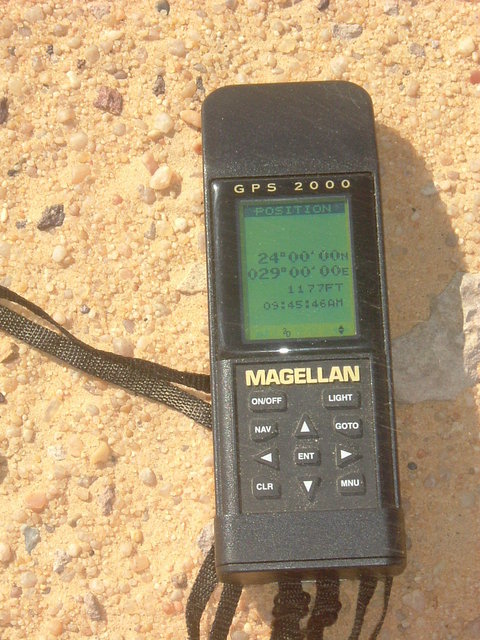 GPS 2000
POSITION
24°00'00N
029°00'00E
1177FT
09:45:46AM
2D
MAGELLAN
ON/OFF LIGHT
NAV GOTO
ENT
CLR MNU